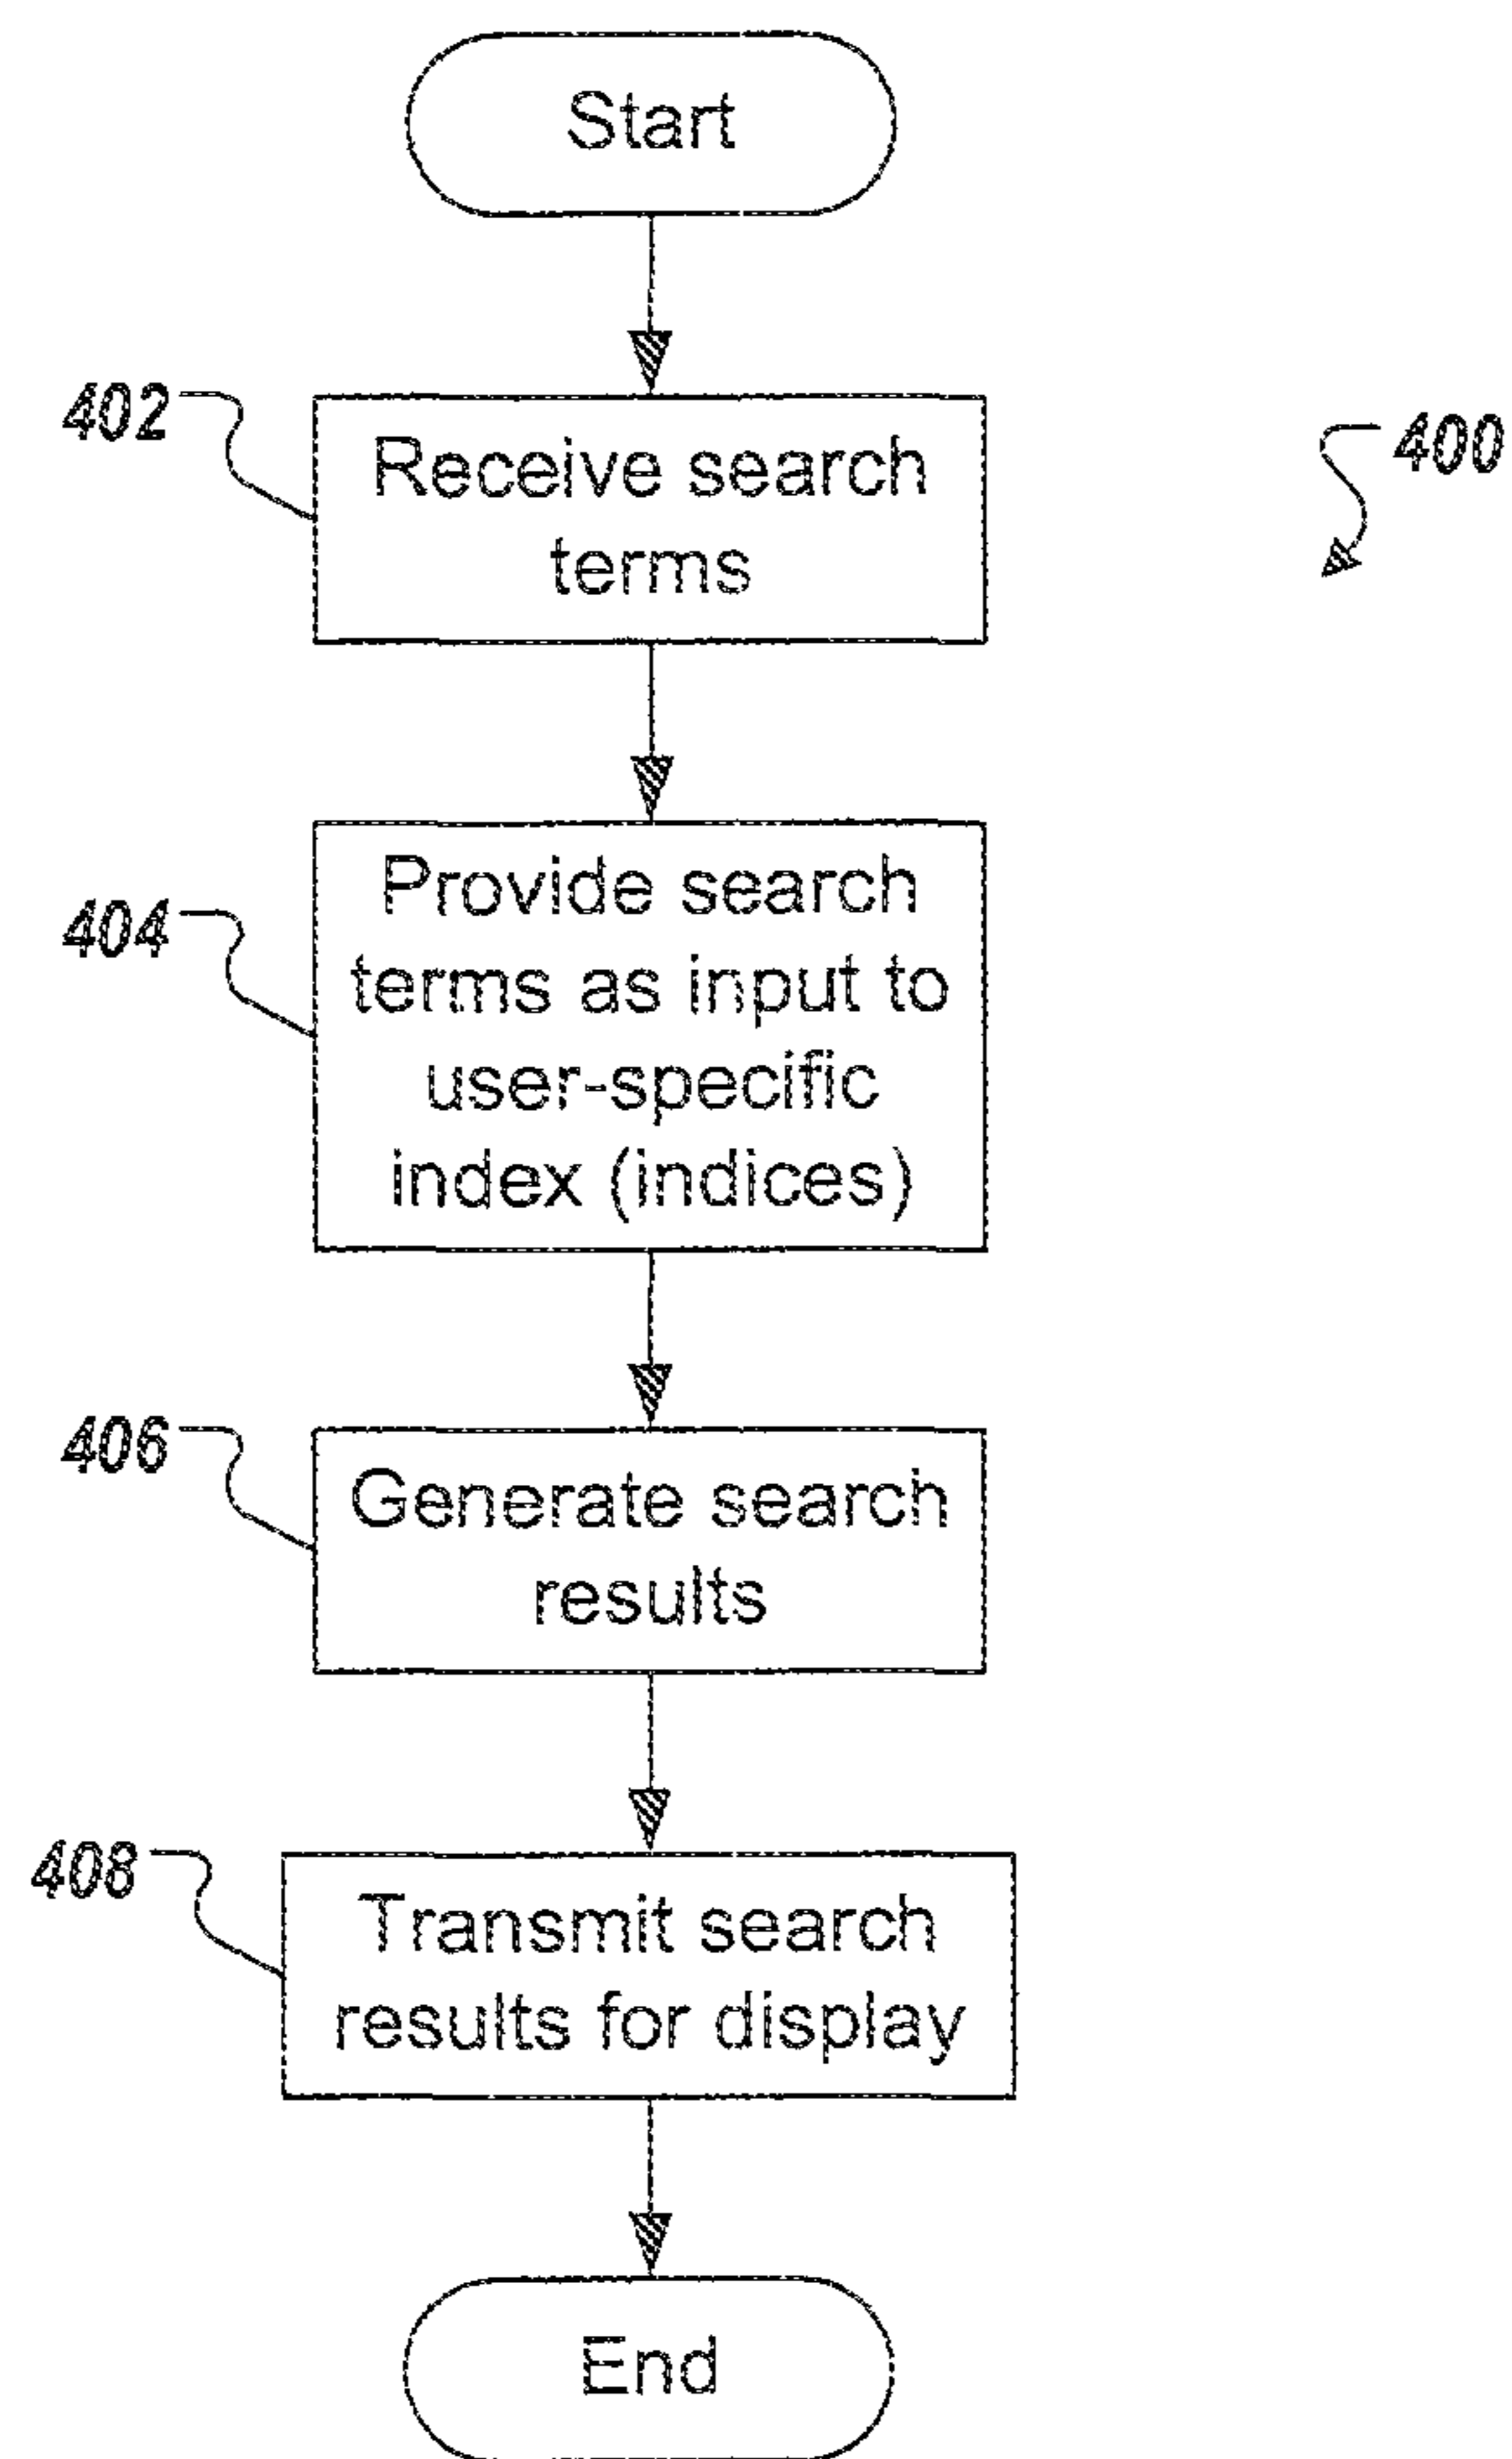 Start
402
Receive search
terms
400
404
Provide search
terms as input to
user-specific
index (indices)
406
Generate search
results
408
Transmit search
results for display
End